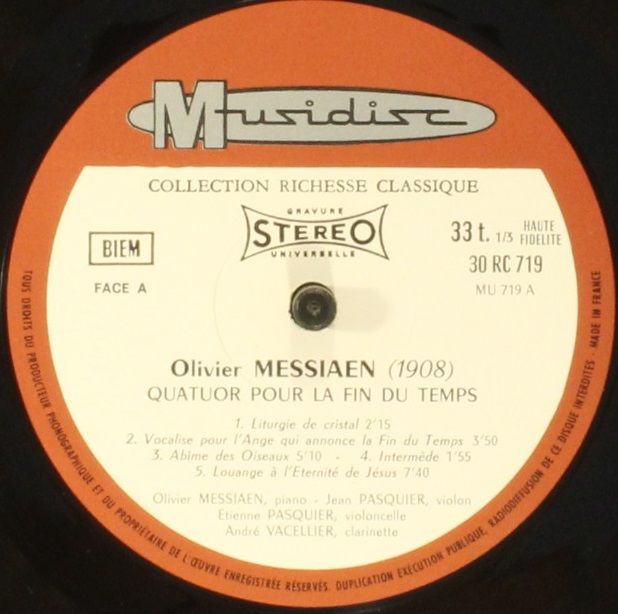 Musidisc
COLLECTION RICHESSE CLASSIQUE
GRAVURE
STEREO
UNIVERSELLE
BIEM
FACE A
33 t. 1/3 HAUTE FIDELITE
30 RC 719
MU 719 A
Olivier MESSIAEN (1908)
QUATUOR POUR LA FIN DU TEMPS
1. Liturgie de cristal 2'15
2. Vocalise pour l'Ange qui annonce la Fin du Temps 3'50
3. Abîme des Oiseaux 5'10 - 4. Intermède 1'55
5. Louange à l'Eternité de Jésus 7'40
Olivier MESSIAEN, piano - Jean PASQUIER, violon
Etienne PASQUIER, violoncelle
André VACELLIER, clarinette
TOUS DROITS DU PRODUCTEUR PHONOGRAPHIQUE ET DU PROPRIÉTAIRE DE L'ŒUVRE ENREGISTRÉE RÉSERVÉS. DUPLICATION EXECUTION PUBLIQUE, RADIODIFFUSION DE CE DISQUE INTERDITES - MADE IN FRANCE